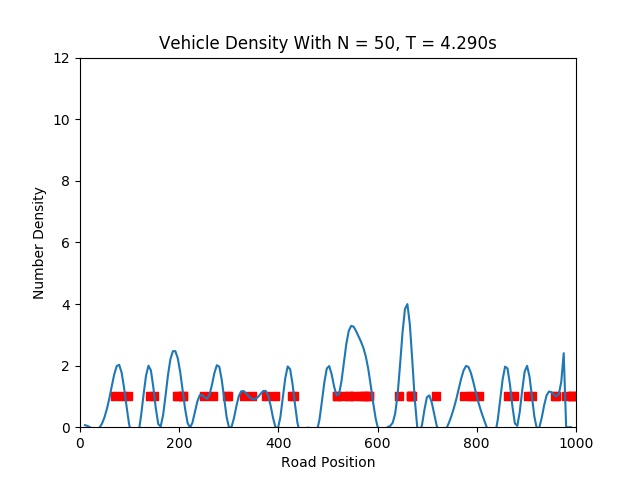 Vehicle Density With N = 50, T = 4.290s
12
10
8
6
4
2
0
Number Density
0 200 400 600 800 1000
Road Position